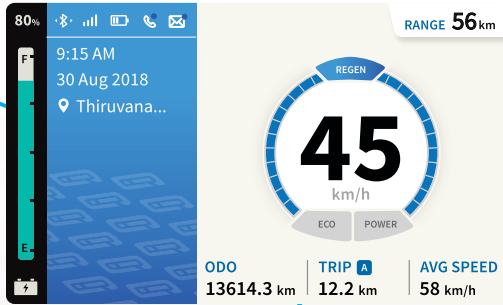 80%
F
E
9:15 AM
30 Aug 2018
Thiruvana...
RANGE 56 km
REGEN
45
km/h
ECO POWER
ODO
13614.3 km
TRIP A
12.2 km
AVG SPEED
58 km/h